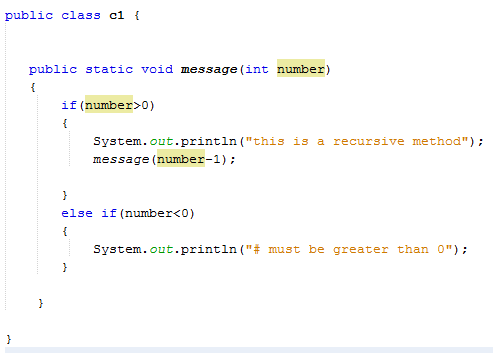 public class c1 {
public static void message(int number)
{
if(number>0)
{
System.out.println("this is a recursive method");
message(number-1);
}
else if(number<0)
{
System.out.println("# must be greater than 0");
}
}
}